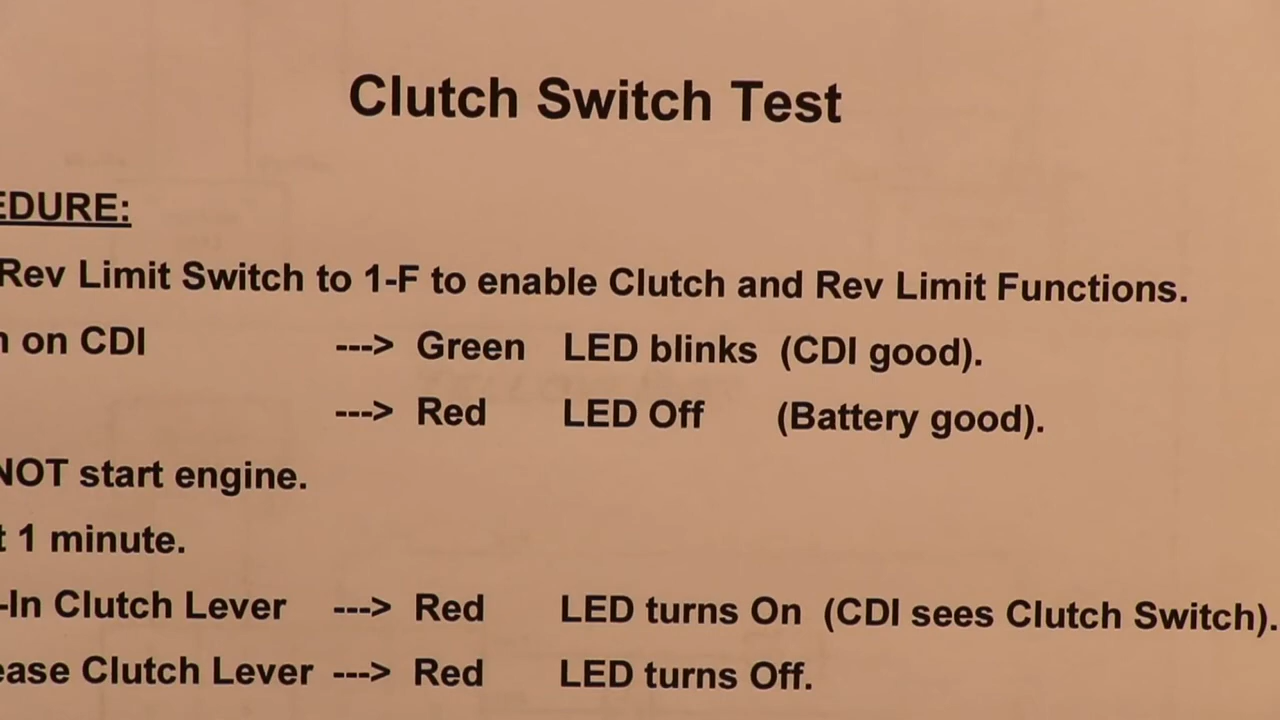 Clutch Switch Test
EDURE:
Rev Limit Switch to 1-F to enable Clutch and Rev Limit Functions.
n on CDI ---> Green LED blinks (CDI good).
---> Red LED Off (Battery good).
NOT start engine.
t 1 minute.
-In Clutch Lever ---> Red LED turns On (CDI sees Clutch Switch).
ease Clutch Lever ---> Red LED turns Off.